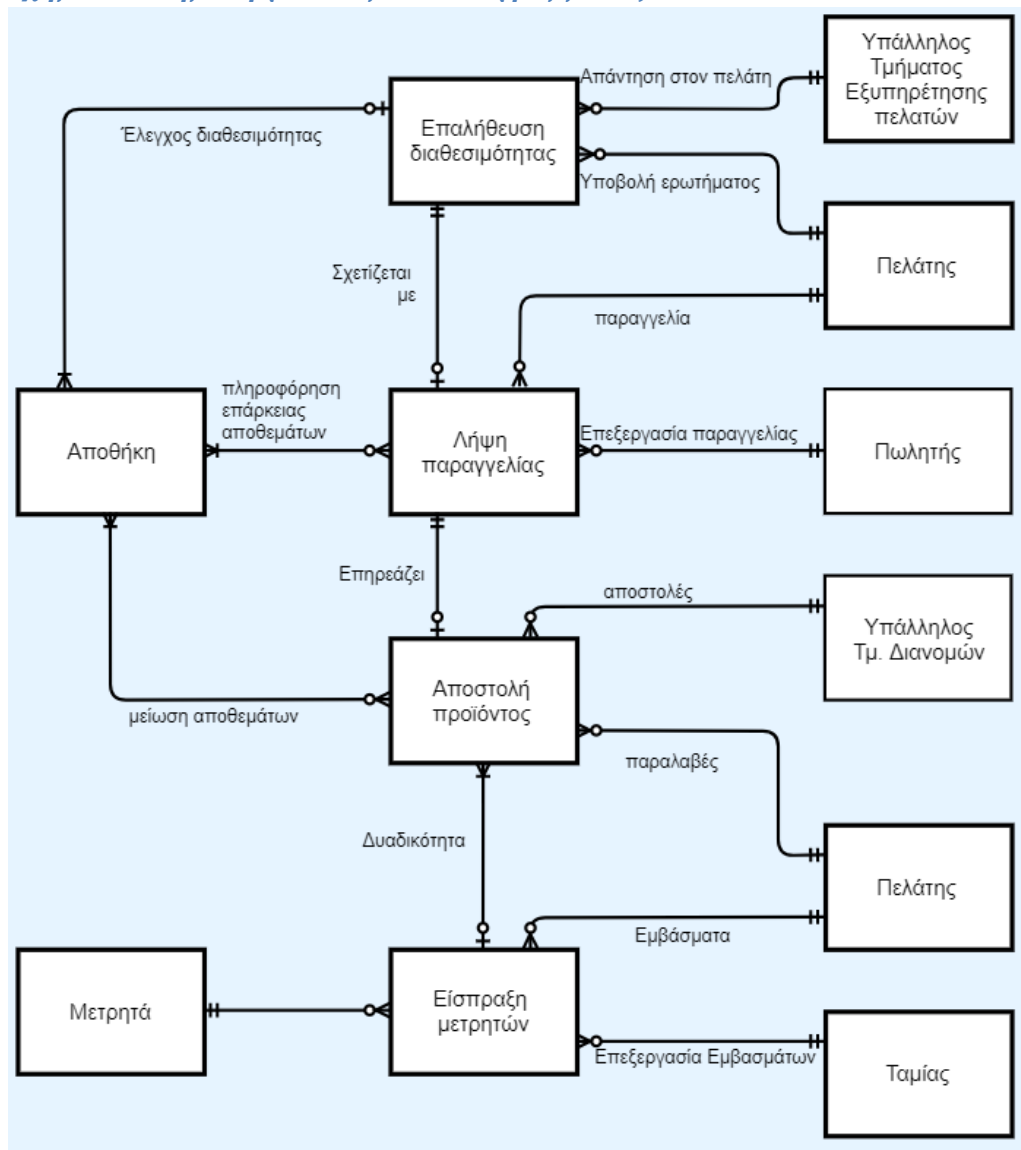 Υπάλληλος
Τμήματος
Εξυπηρέτησης
πελατών
Απάντηση στον πελάτη
Επαλήθευση
διαθεσιμότητας
Έλεγχος διαθεσιμότητας
Υποβολή ερωτήματος
Πελάτης
Σχετίζεται
με
παραγγελία
πληροφόρηση
επάρκειας
αποθεμάτων
Αποθήκη
Λήψη
παραγγελίας
Επεξεργασία παραγγελίας
Πωλητής
Επηρεάζει
αποστολές
Υπάλληλος
Τμ. Διανομών
Αποστολή
προϊόντος
μείωση αποθεμάτων
παραλαβές
Δυαδικότητα
Πελάτης
Εμβάσματα
Μετρητά
Είσπραξη
μετρητών
Επεξεργασία Εμβασμάτων
Ταμίας